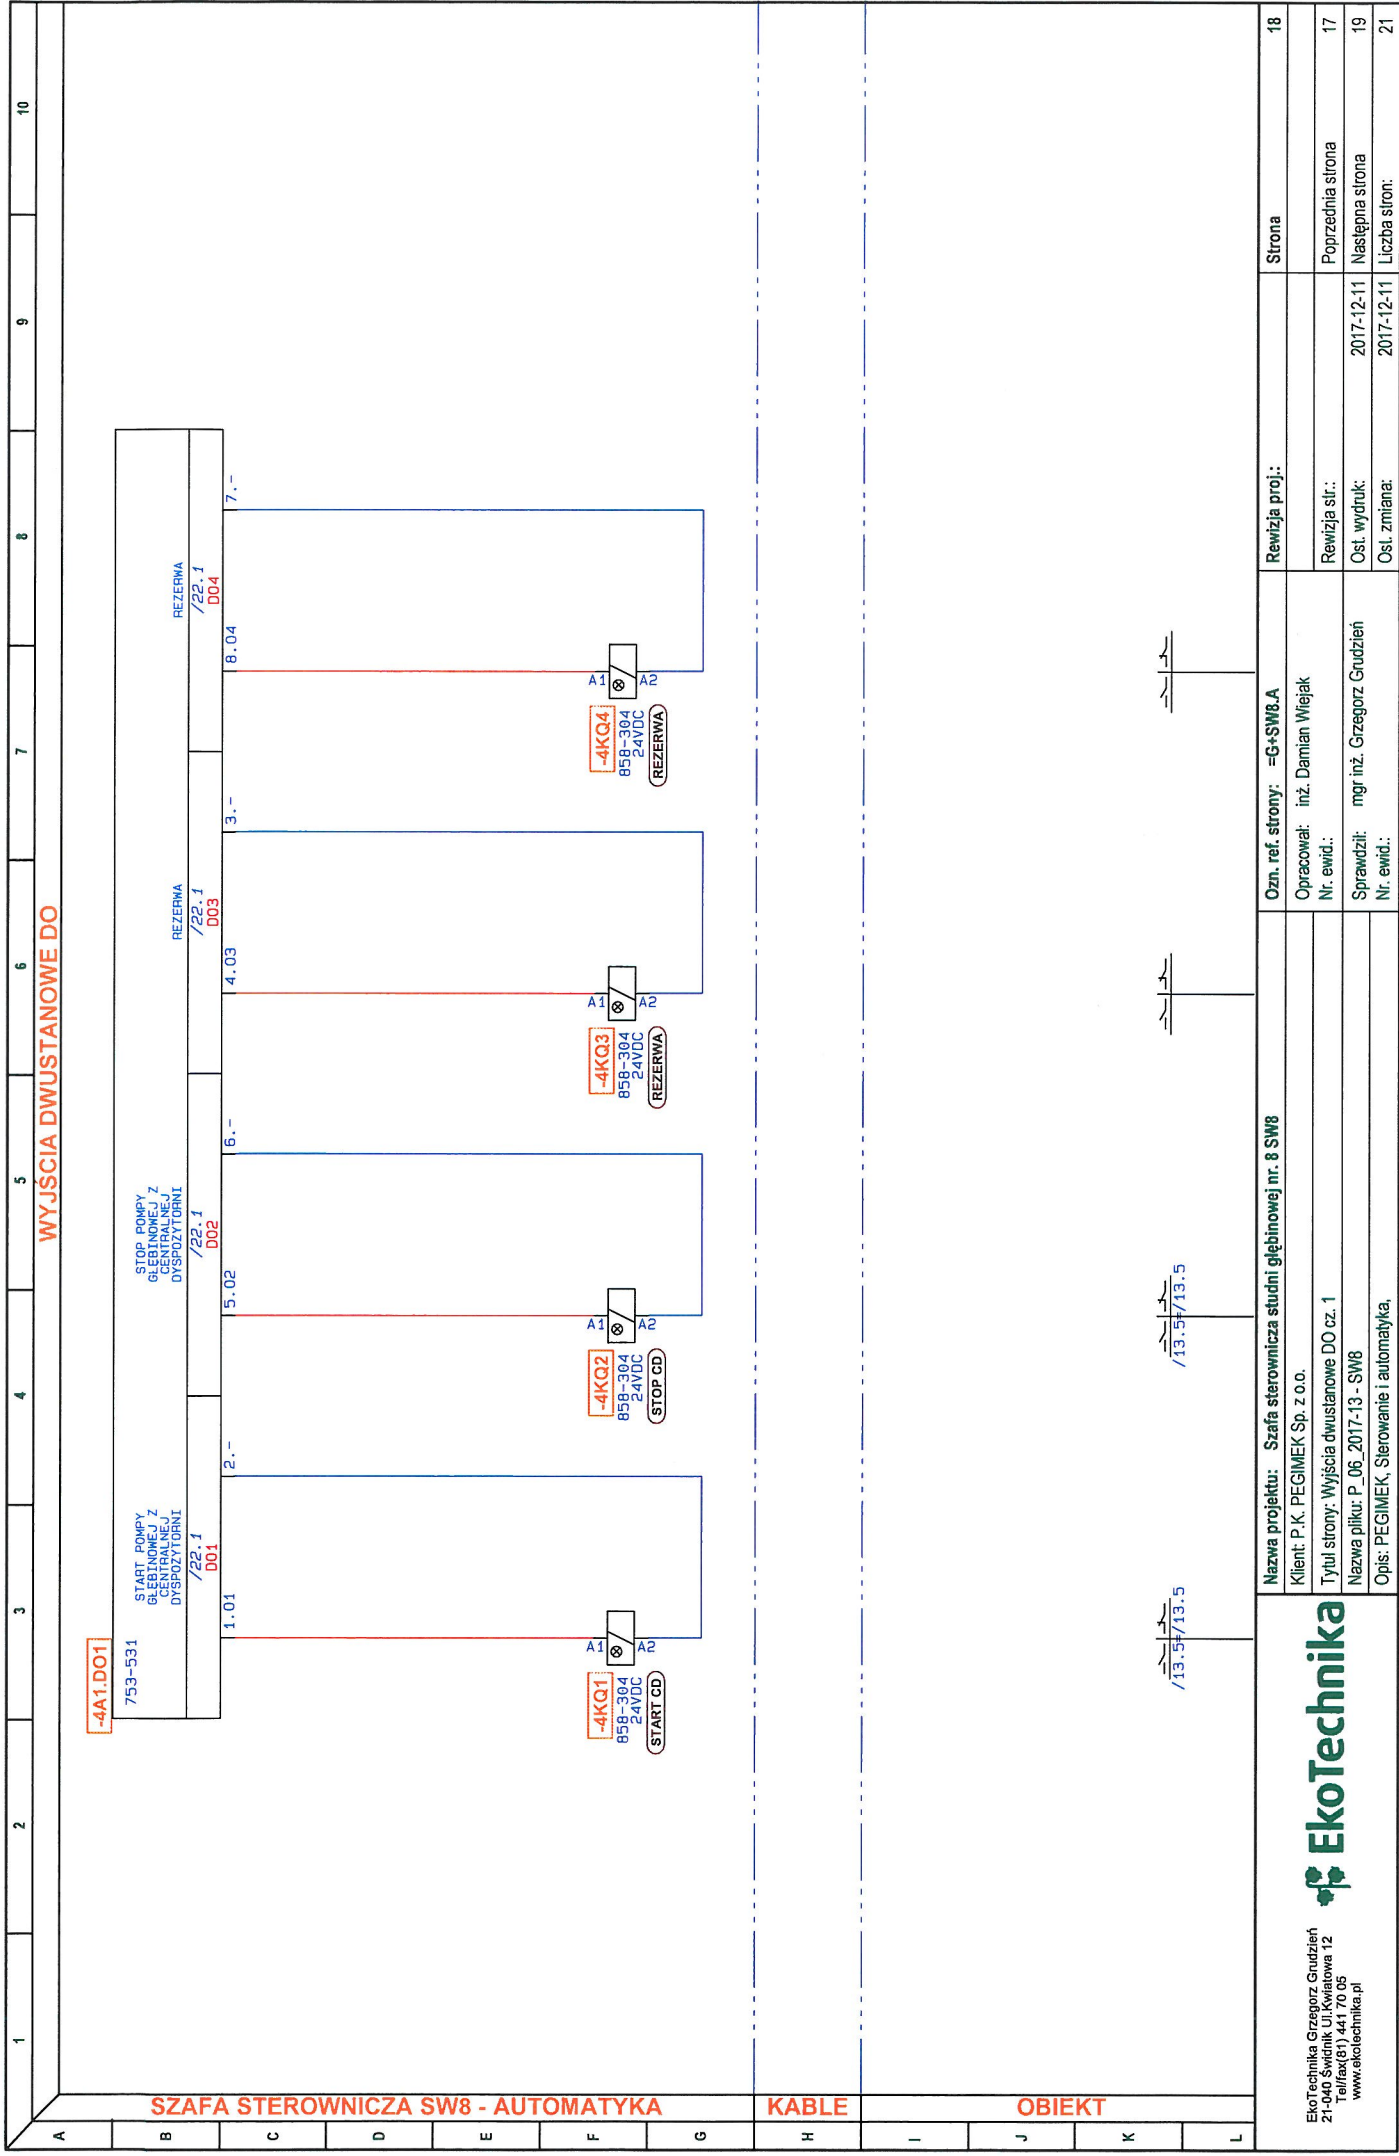 1 2 3 4 5 6 7 8 9 10
WYJŚCIA DWUSTANOWE DO
A
B
C
D
E
F
G
H
I
J
K
L
SZAFA STEROWNICZA SW8 - AUTOMATYKA
KABLE
OBIEKT
-4A1.DO1
753-531
START POMPY
GŁĘBINOWEJ Z
CENTRALNEJ
DYSPOZYTORNI
/22.1
DO1
1.01
2.-
STOP POMPY
GŁĘBINOWEJ Z
CENTRALNEJ
DYSPOZYTORNI
/22.1
DO2
5.02
6.-
REZERWA
/22.1
DO3
4.03
3.-
REZERWA
/22.1
DO4
8.04
7.-
-4KQ1
858-304
24VDC
START CD
A1
A2
-4KQ2
858-304
24VDC
STOP CD
A1
A2
-4KQ3
858-304
24VDC
REZERWA
A1
A2
-4KQ4
858-304
24VDC
REZERWA
A1
A2
/13.5 /13.5
/13.5 /13.5
EkoTechnika Grzegorz Grudzień
21-040 Świdnik Ul.Kwiatowa 12
Tel/fax(81) 441 70 05
www.ekotechnika.pl
EkoTechnika
Nazwa projektu: Szafa sterownicza studni głębinowej nr. 8 SW8
Klient: P.K. PEGIMEK Sp. z o.o.
Tytuł strony: Wyjścia dwustanowe DO cz. 1
Nazwa pliku: P_06_2017-13 - SW8
Opis: PEGIMEK, Sterowanie i automatyka,
Ozn. ref. strony: =G+SW8.A
Opracował: inż. Damian Wiejak
Nr. ewid.:
Sprawdził: mgr inż. Grzegorz Grudzień
Nr. ewid.:
Rewizja proj.:
Rewizja str.:
Ost. wydruk: 2017-12-11
Ost. zmiana: 2017-12-11
Strona 18
Poprzednia strona 17
Następna strona 19
Liczba stron: 21